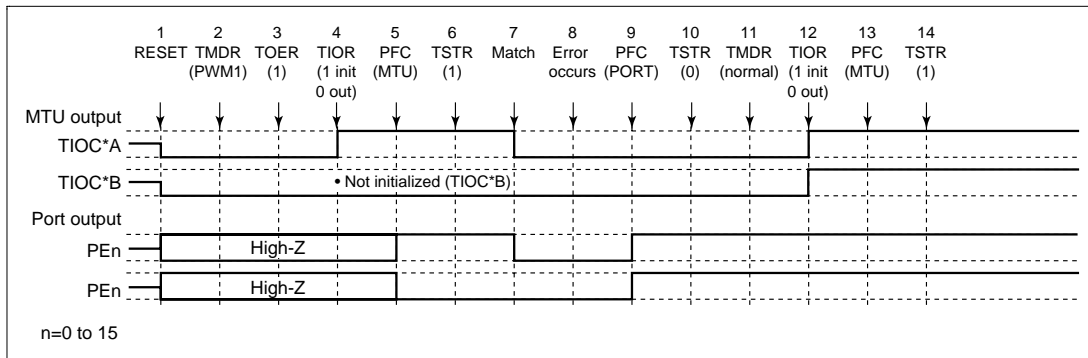 1 2 3 4 5 6 7 8 9 10 11 12 13 14
RESET TMDR TOER TIOR PFC TSTR Match Error PFC TSTR TMDR TIOR PFC TSTR
(PWM1) (1) (1 init (MTU) (1) occurs (PORT) (0) (normal) (1 init (MTU) (1)
0 out) 0 out)
MTU output
TIOC*A
TIOC*B • Not initialized (TIOC*B)
Port output
PEn High-Z
PEn High-Z
n=0 to 15